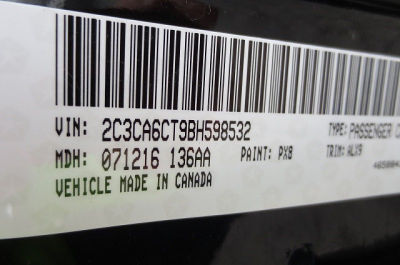 VIN: 2C3CA6CT9BH598532 TYPE: PASSENGER
MDH: 071216 136AA PAINT: PX8 TRIM: ALX9
VEHICLE MADE IN CANADA